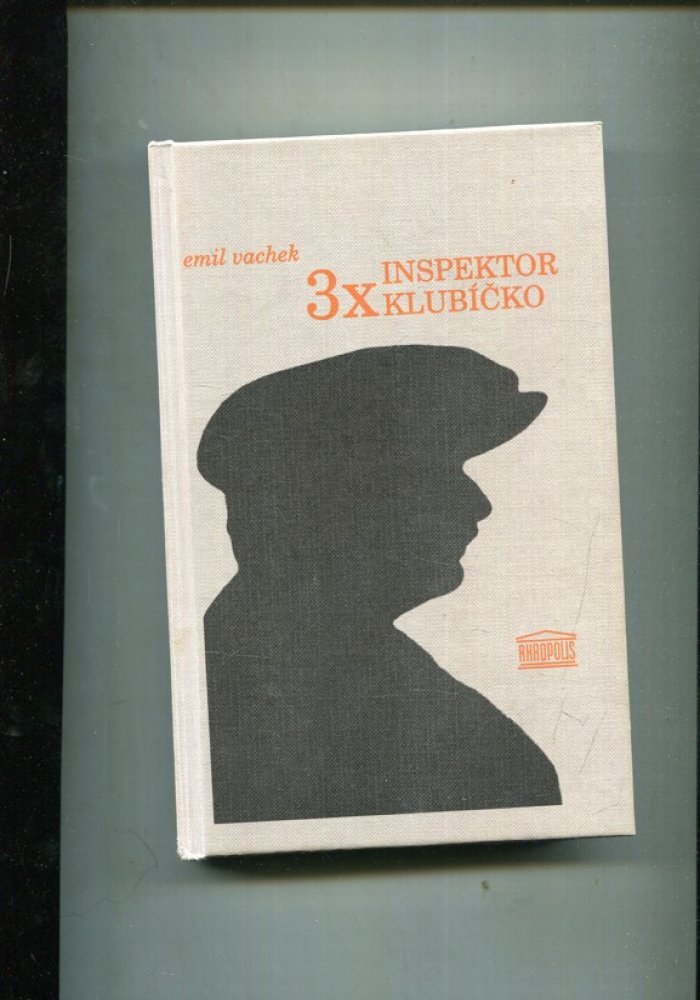 emil vachek
3x INSPEKTOR
KLUBÍČKO
AKROPOLIS